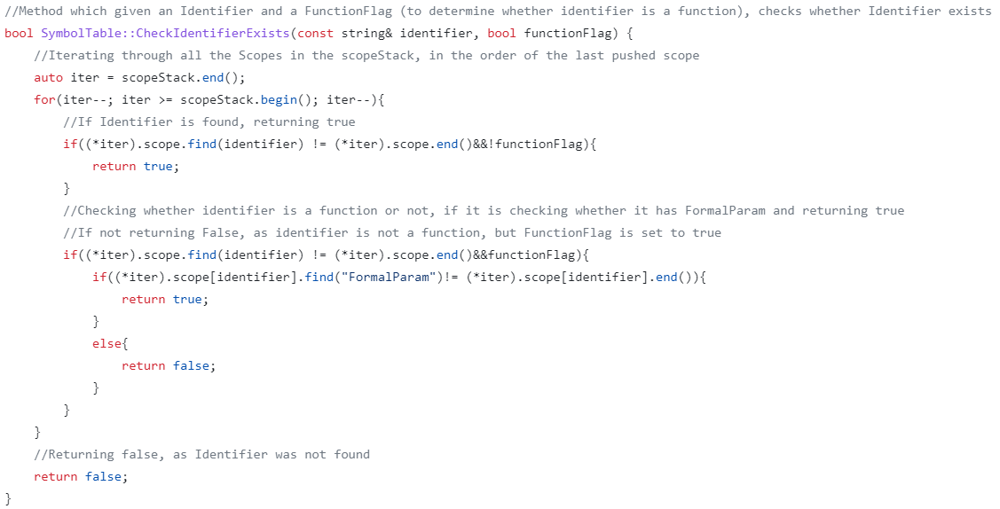 //Method which given an Identifier and a FunctionFlag (to determine whether identifier is a function), checks whether Identifier exists
bool SymbolTable::CheckIdentifierExists(const string& identifier, bool functionFlag) {
    //Iterating through all the Scopes in the scopeStack, in the order of the last pushed scope
    auto iter = scopeStack.end();
    for(iter--; iter >= scopeStack.begin(); iter--){
        //If Identifier is found, returning true
        if((*iter).scope.find(identifier) != (*iter).scope.end()&&!functionFlag){
            return true;
        }
        //Checking whether identifier is a function or not, if it is checking whether it has FormalParam and returning true
        //If not returning False, as identifier is not a function, but FunctionFlag is set to true
        if((*iter).scope.find(identifier) != (*iter).scope.end()&&functionFlag){
            if((*iter).scope[identifier].find("FormalParam")!= (*iter).scope[identifier].end()){
                return true;
            }
            else{
                return false;
            }
        }
    }
    //Returning false, as Identifier was not found
    return false;
}